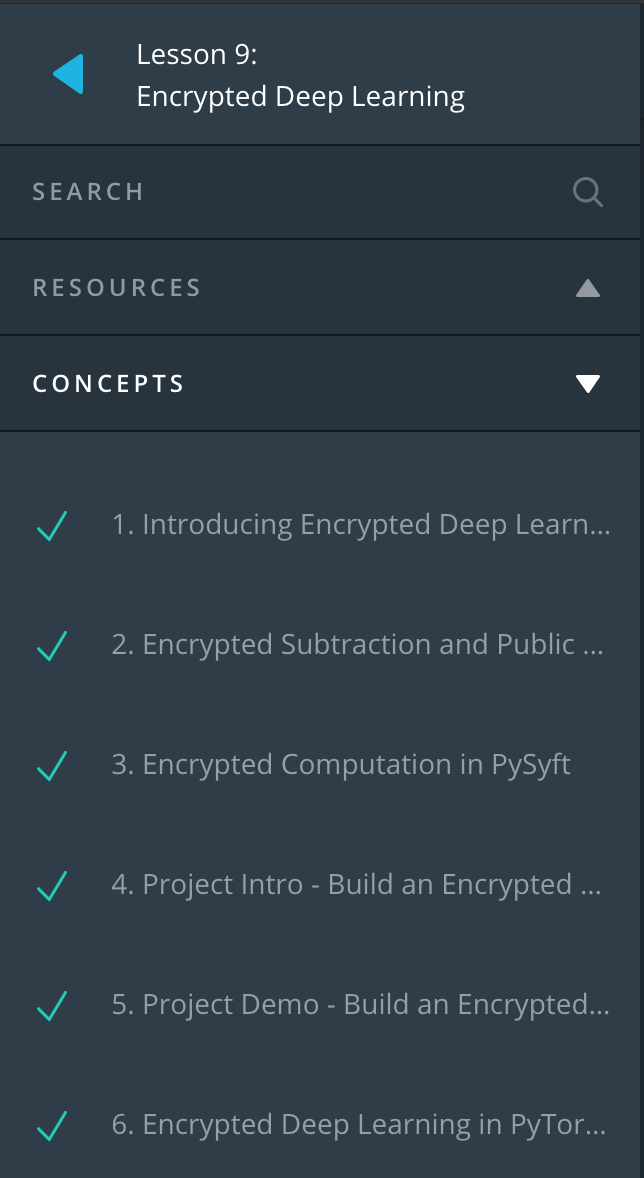 Lesson 9:
Encrypted Deep Learning
SEARCH
RESOURCES
CONCEPTS
1. Introducing Encrypted Deep Learn...
2. Encrypted Subtraction and Public ...
3. Encrypted Computation in PySyft
4. Project Intro - Build an Encrypted ...
5. Project Demo - Build an Encrypted...
6. Encrypted Deep Learning in PyTor...